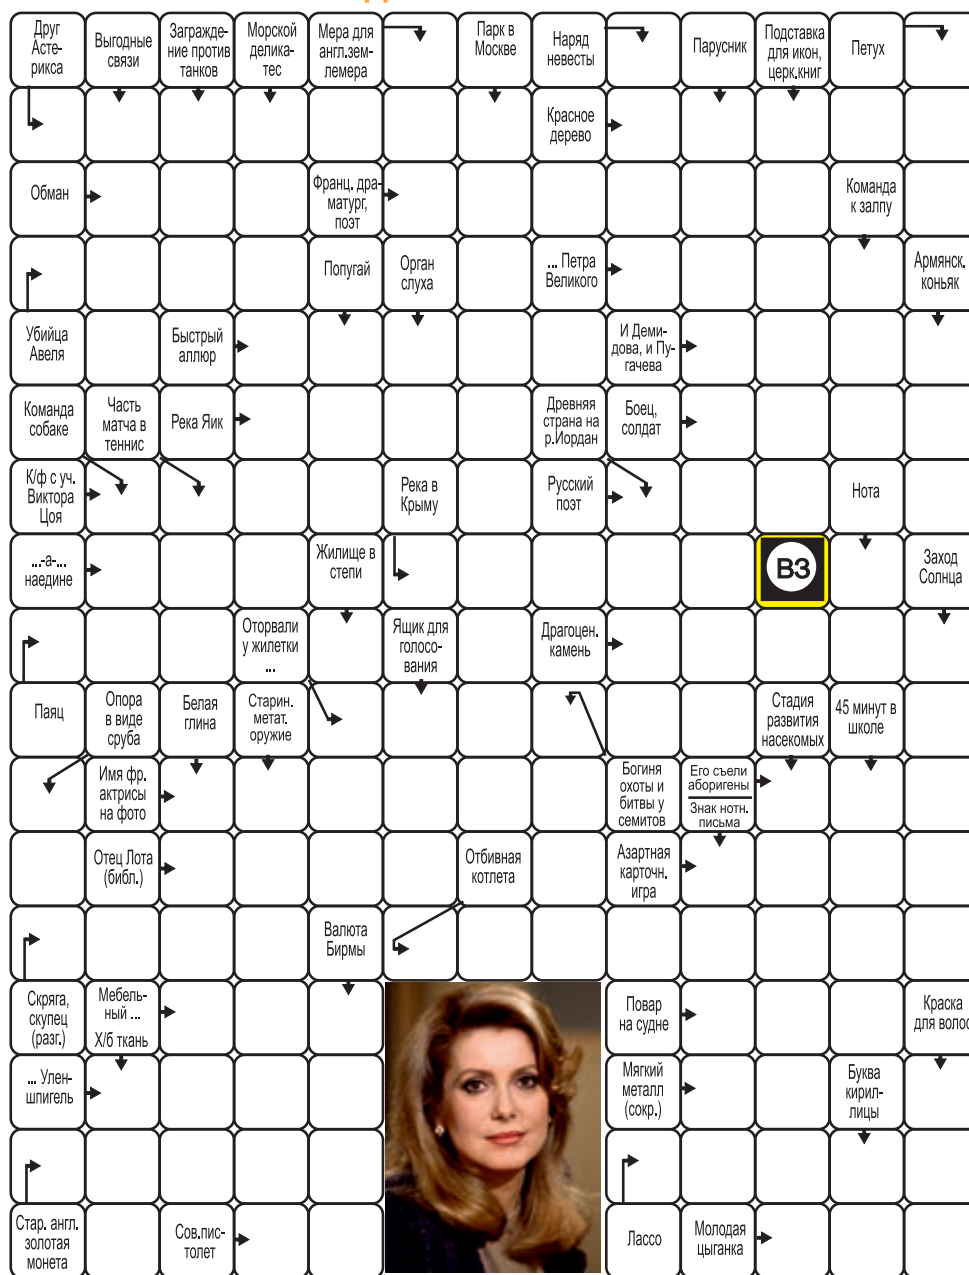 Друг
Асте-
рикса
Выгодные
связи
Загражде-
ние против
танков
Морской
делика-
тес
Мера для
англ.зем-
лемера
Парк в
Москве
Наряд
невесты
Парусник
Подставка
для икон,
церк.книг
Петух
Красное
дерево
Обман
Франц. дра-
матург,
поэт
Команда
к залпу
Попугай
Орган
слуха
... Петра
Великого
Армянск.
коньяк
Убийца
Авеля
Быстрый
аллюр
И Деми-
дова, и Пу-
гачева
Команда
собаке
Часть
матча в
теннис
Река Яик
Древняя
страна на
р.Иордан
Боец,
солдат
К/ф с уч.
Виктора
Цоя
Река в
Крыму
Русский
поэт
Нота
...-а-...
наедине
Жилище в
степи
ВЗ
Заход
Солнца
Оторвали
у жилетки
...
Ящик для
голосо-
вания
Драгоцен.
камень
Паяц
Опора
в виде
сруба
Белая
глина
Старин.
метат.
оружие
Стадия
развития
насекомых
45 минут в
школе
Имя фр.
актрисы
на фото
Богиня
охоты и
битвы у
семитов
Его съели
аборигены
Знак нотн.
письма
Отец Лота
(библ.)
Отбивная
котлета
Азартная
карточн.
игра
Валюта
Бирмы
Скряга,
скупец
(разг.)
Мебель-
ный ...
Х/б ткань
Повар
на судне
Краска
для волос
... Улен-
шпигель
Мягкий
металл
(сокр.)
Буква
кирил-
лицы
Стар. англ.
золотая
монета
Сов.пис-
толет
Лассо
Молодая
цыганка